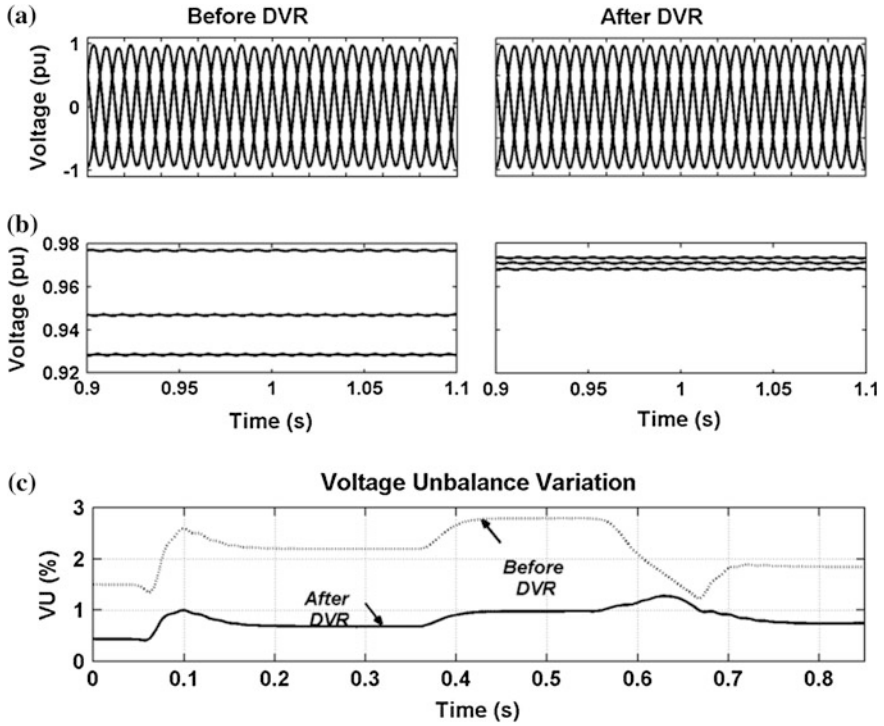 (a)
Before DVR
After DVR
Voltage (pu)
1
0
-1
(b)
Voltage (pu)
0.98
0.96
0.94
0.92
0.9
0.95
1
1.05
1.1
Time (s)
0.9
0.95
1
1.05
1.1
Time (s)
(c)
Voltage Unbalance Variation
VU (%)
3
2
1
0
Before
DVR
After
DVR
0
0.1
0.2
0.3
0.4
0.5
0.6
0.7
0.8
Time (s)